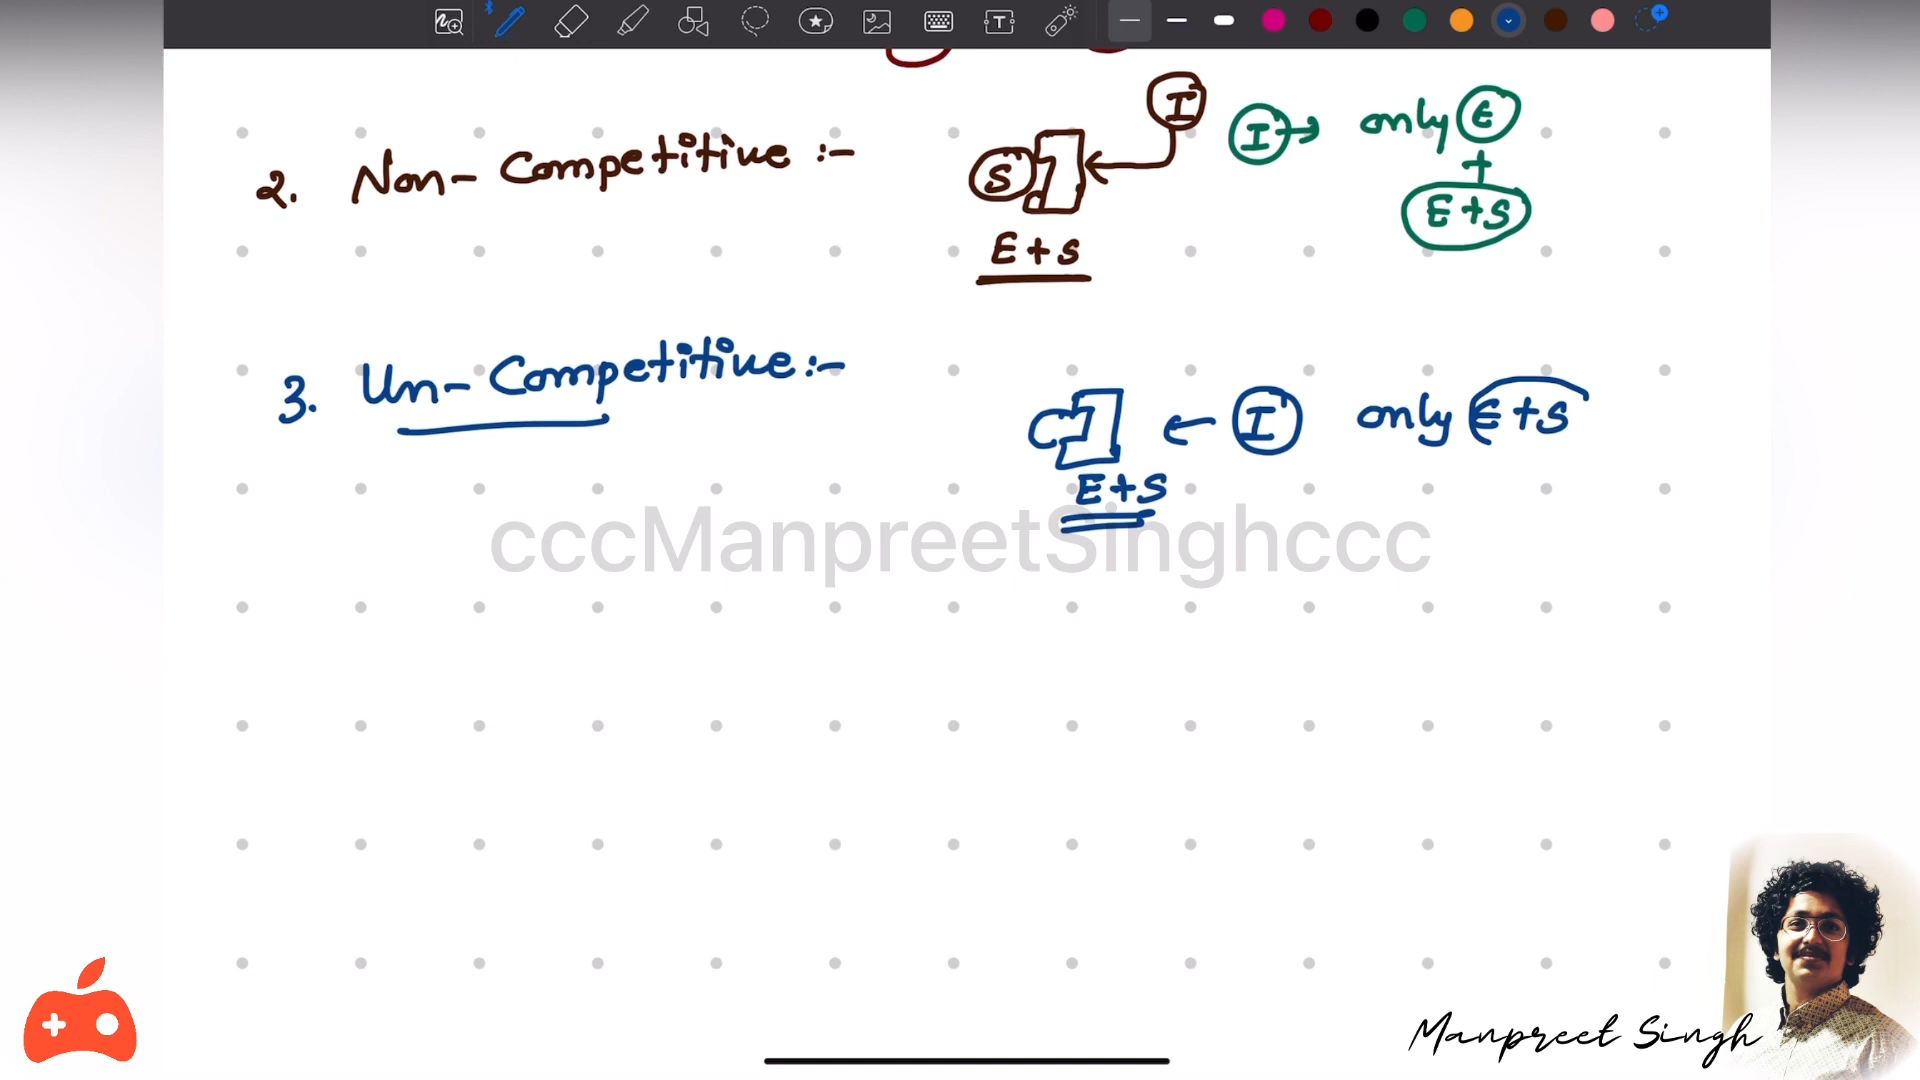 I
I → only E
+
2. Non-Competitive :-
S
E+S
E+S
3. Un-Competitive:-
← I only E+S
E+S
cccManpreetSinghccc
Manpreet Singh